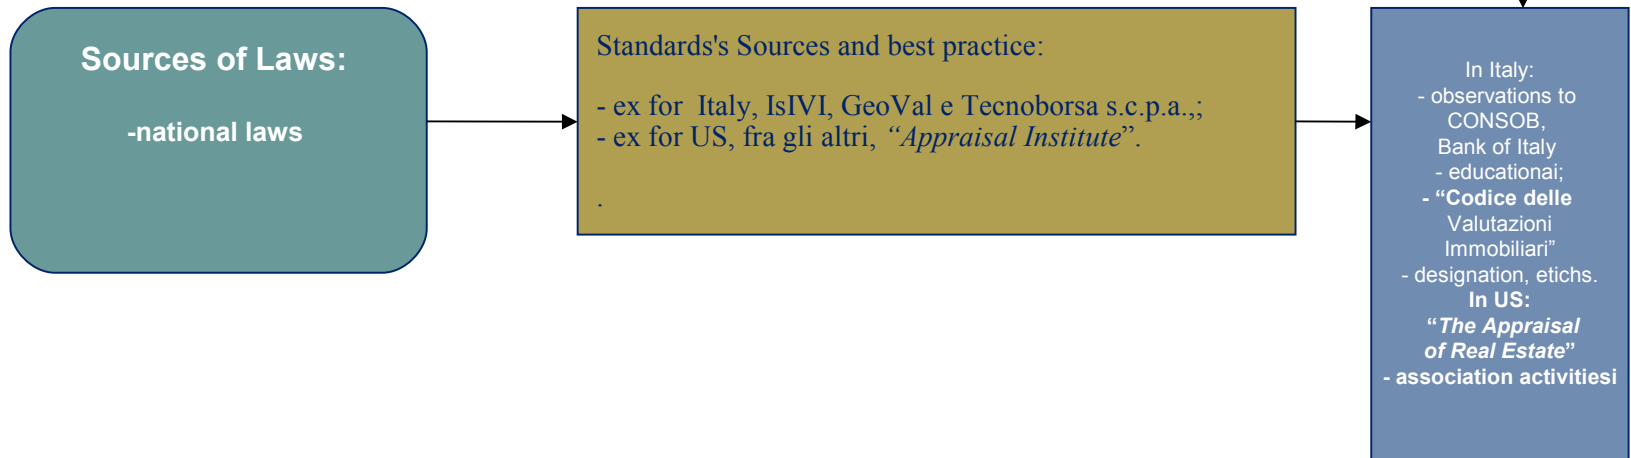 Sources of Laws:
-national laws
Standards's Sources and best practice:
- ex for Italy, IsIVI, GeoVal e Tecnoborsa s.c.p.a.,;
- ex for US, fra gli altri, “Appraisal Institute”.
.
In Italy:
- observations to
CONSOB,
Bank of Italy
- educationai;
- “Codice delle
Valutazioni
Immobiliari”
- designation, etichs.
In US:
“The Appraisal
of Real Estate”
- association activitiesi